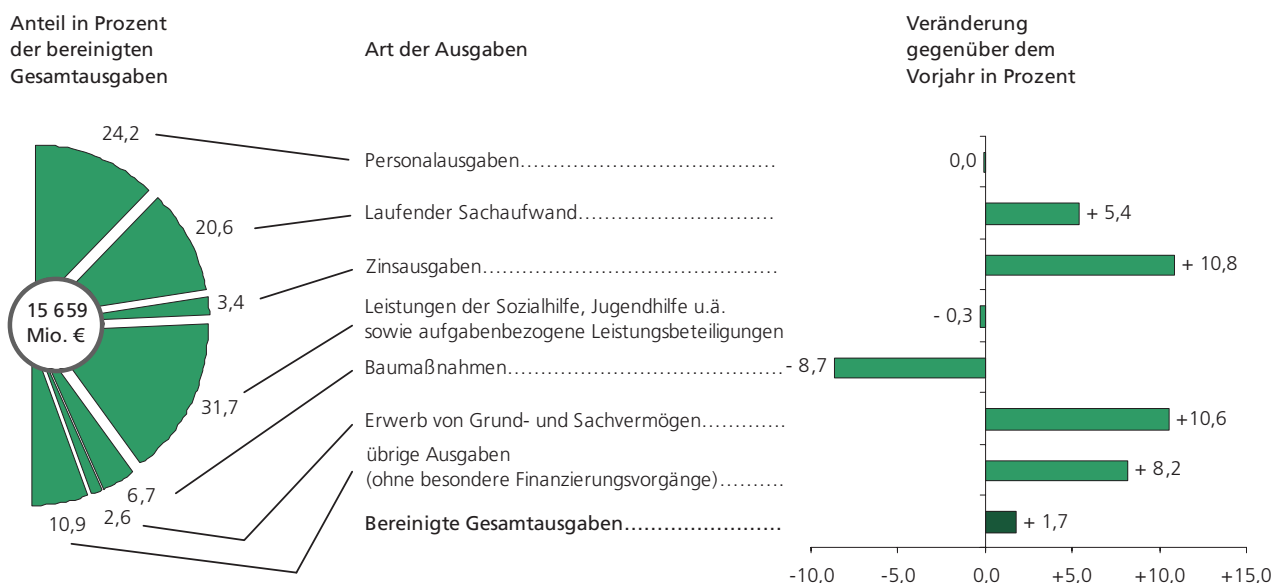 Anteil in Prozent
der bereinigten
Gesamtausgaben
Art der Ausgaben
Veränderung
gegenüber dem
Vorjahr in Prozent
24,2
Personalausgaben.......................................
0,0
20,6
Laufender Sachaufwand..............................
+ 5,4
3,4
Zinsausgaben.............................................
+ 10,8
15 659
Mio. €
Leistungen der Sozialhilfe, Jugendhilfe u.ä.
sowie aufgabenbezogene Leistungsbeteiligungen
- 0,3
31,7
Baumaßnahmen..........................................
- 8,7
6,7
Erwerb von Grund- und Sachvermögen.............
+10,6
2,6
übrige Ausgaben
(ohne besondere Finanzierungsvorgänge)..........
+ 8,2
10,9
Bereinigte Gesamtausgaben........................
+ 1,7
-10,0 -5,0 0,0 +5,0 +10,0 +15,0